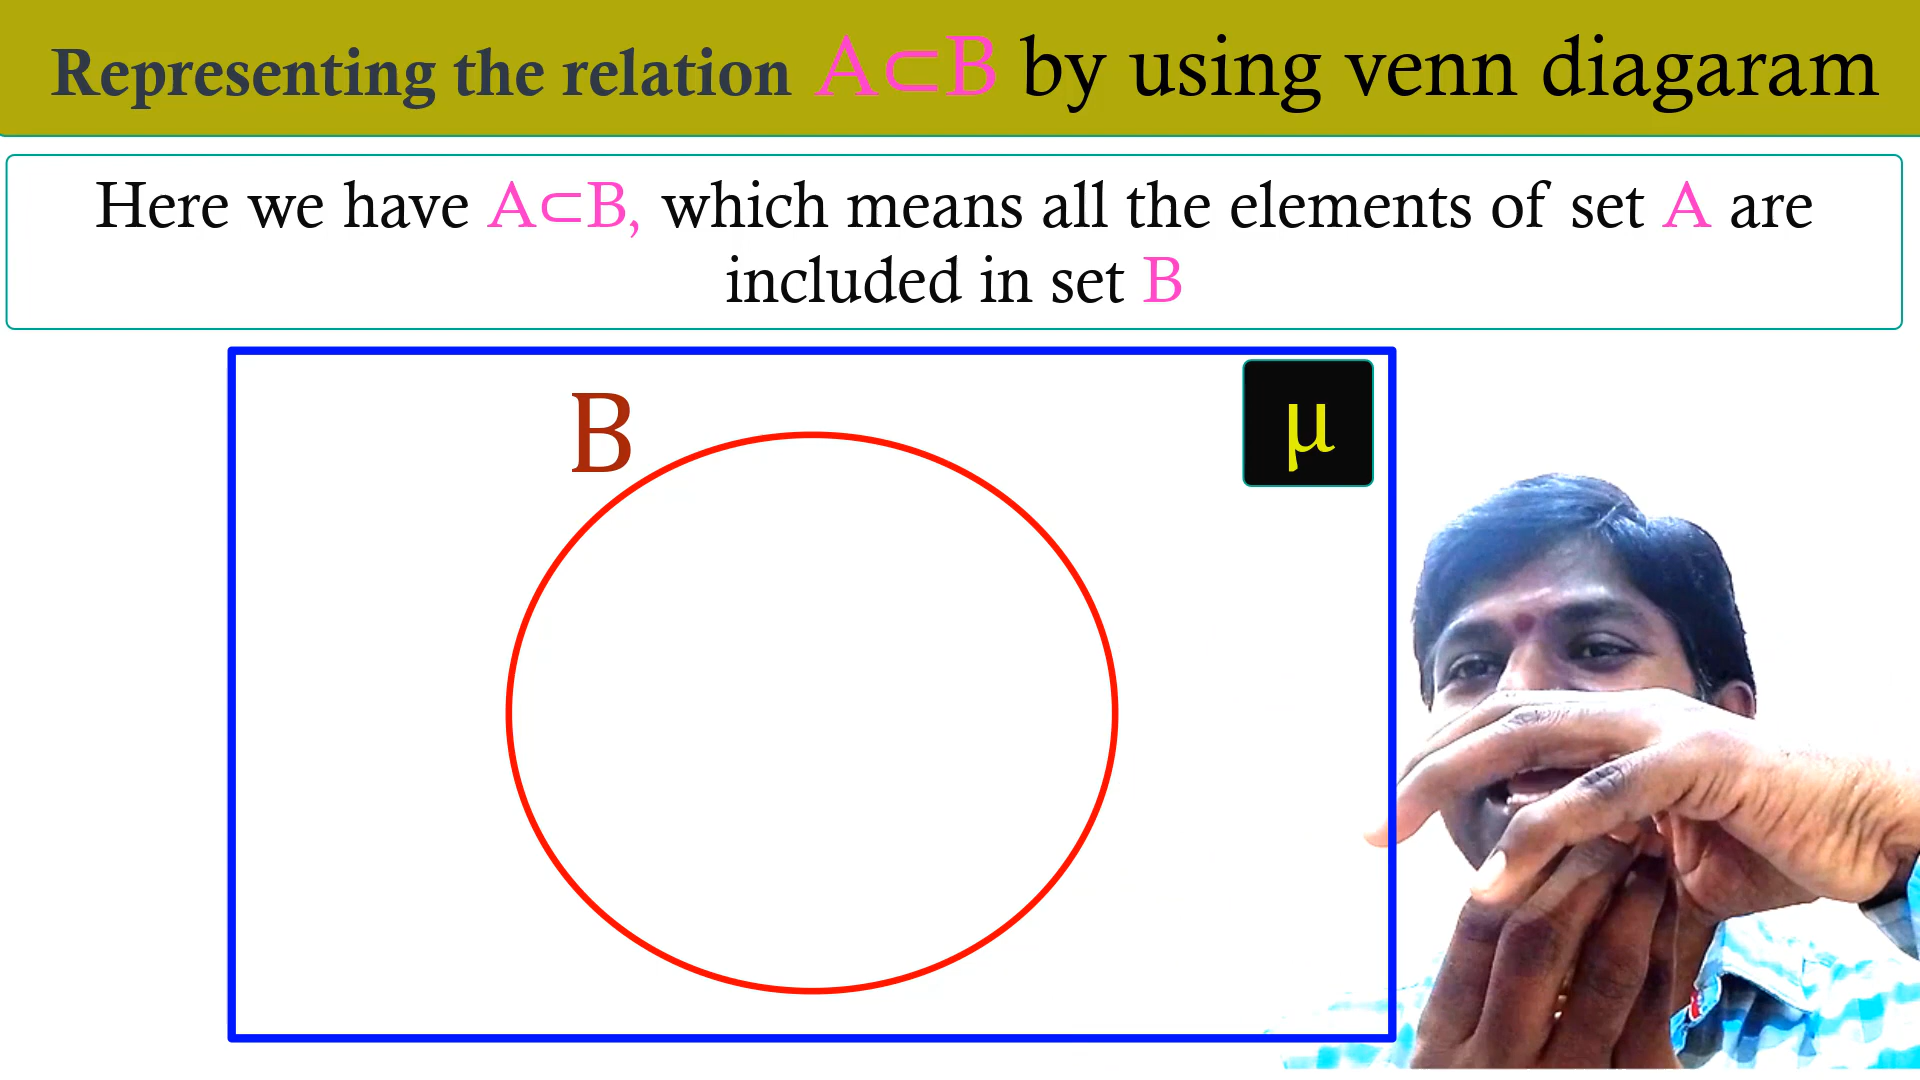 Representing the relation A⊂B by using venn diagaram
Here we have A⊂B, which means all the elements of set A are
included in set B
B
μ